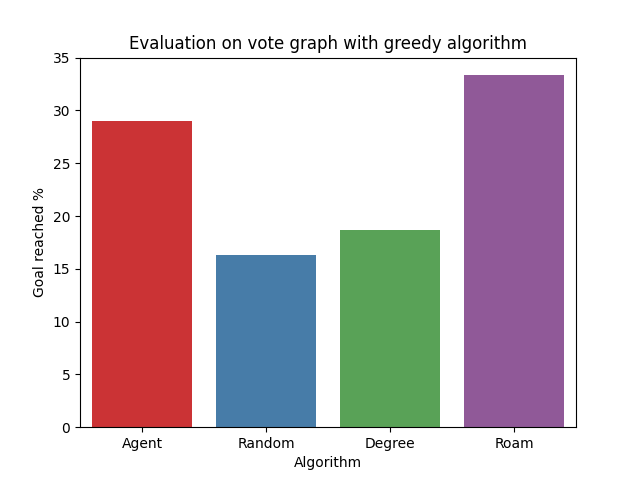 Evaluation on vote graph with greedy algorithm
35
30
25
20
15
10
5
0
Goal reached %
Agent Random Degree Roam
Algorithm